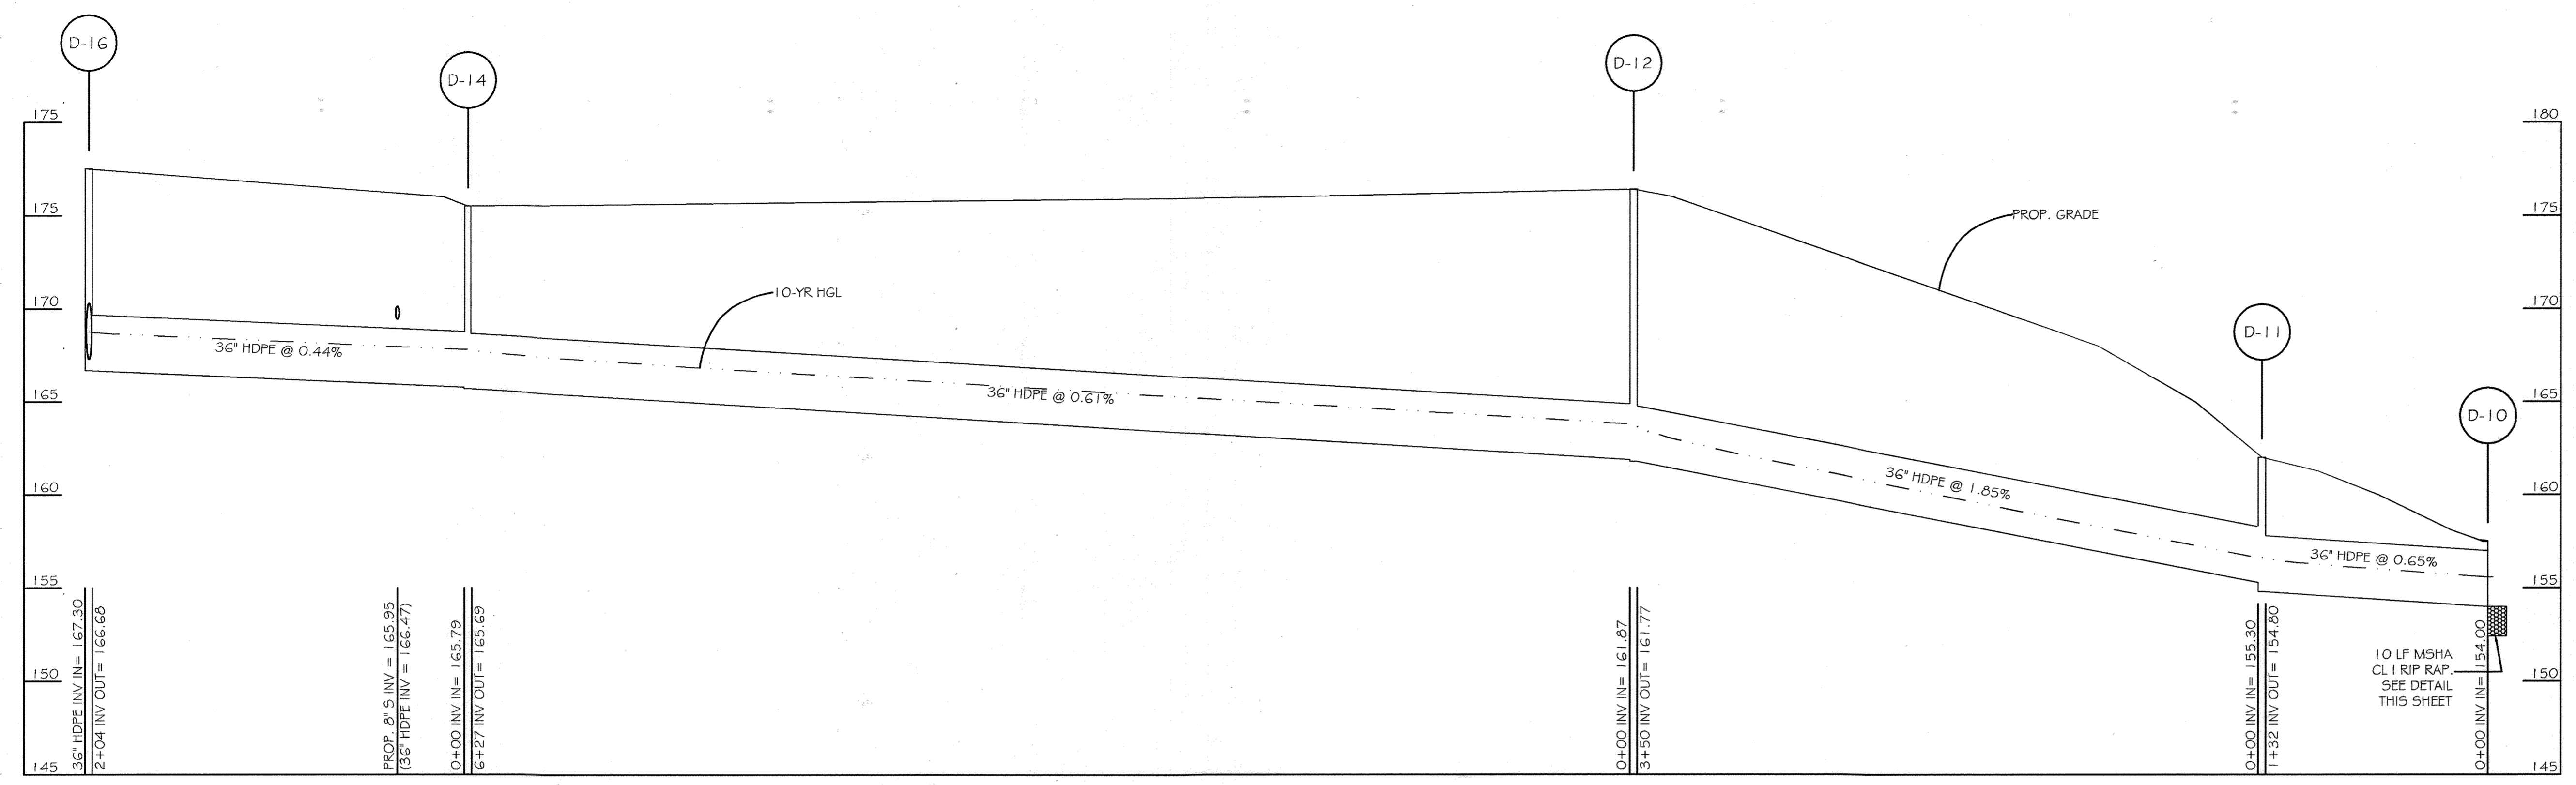 D-16
D-14
D-12
D-11
D-10
175
175
170
165
160
155
150
145
180
175
170
165
160
155
150
145
PROP. GRADE
10-YR HGL
36" HDPE @ 0.44%
36" HDPE @ 0.61%
36" HDPE @ 1.85%
36" HDPE @ 0.65%
36" HDPE INV IN= 167.30
2+04 INV OUT= 166.68
PROP. 8" S INV = 165.95
(36" HDPE INV = 166.47)
0+00 INV IN= 165.79
6+27 INV OUT= 165.69
0+00 INV IN= 161.87
3+50 INV OUT= 161.77
0+00 INV IN= 155.30
1+32 INV OUT= 154.80
0+00 INV IN= 154.00
10 LF MSHA
CL I RIP RAP.
SEE DETAIL
THIS SHEET